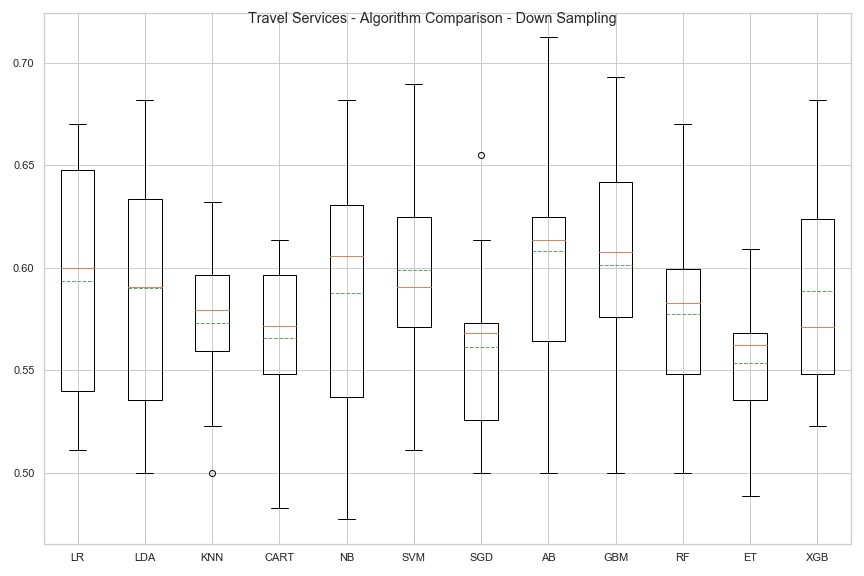 Travel Services - Algorithm Comparison - Down Sampling
0.70
0.65
0.60
0.55
0.50
LR LDA KNN CART NB SVM SGD AB GBM RF ET XGB